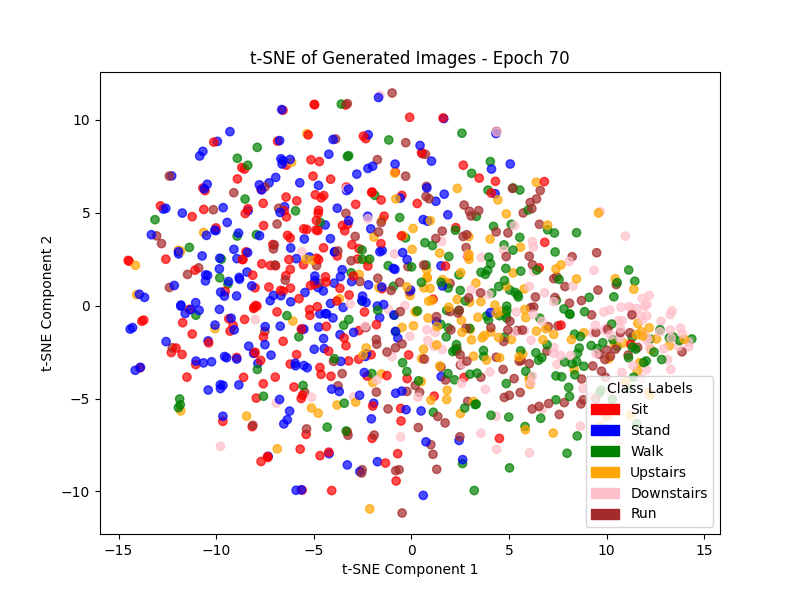 t-SNE of Generated Images - Epoch 70
t-SNE Component 2
10
5
0
−5
−10
−15
−10
−5
0
5
10
15
t-SNE Component 1
Class Labels
Sit
Stand
Walk
Upstairs
Downstairs
Run